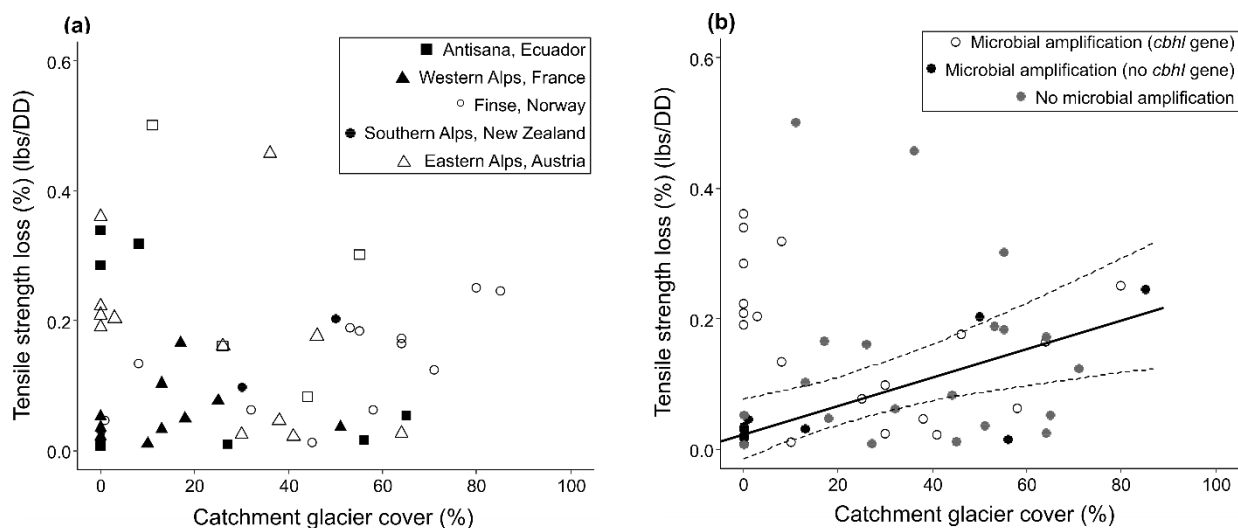 (a)
Antisana, Ecuador
Western Alps, France
Finse, Norway
Southern Alps, New Zealand
Eastern Alps, Austria
Tensile strength loss (%) (lbs/DD)
0.6
0.4
0.2
0.0
0 20 40 60 80 100
Catchment glacier cover (%)
(b)
Microbial amplification (cbhI gene)
Microbial amplification (no cbhI gene)
No microbial amplification
Tensile strength loss (%) (lbs/DD)
0.6
0.4
0.2
0.0
0 20 40 60 80 100
Catchment glacier cover (%)